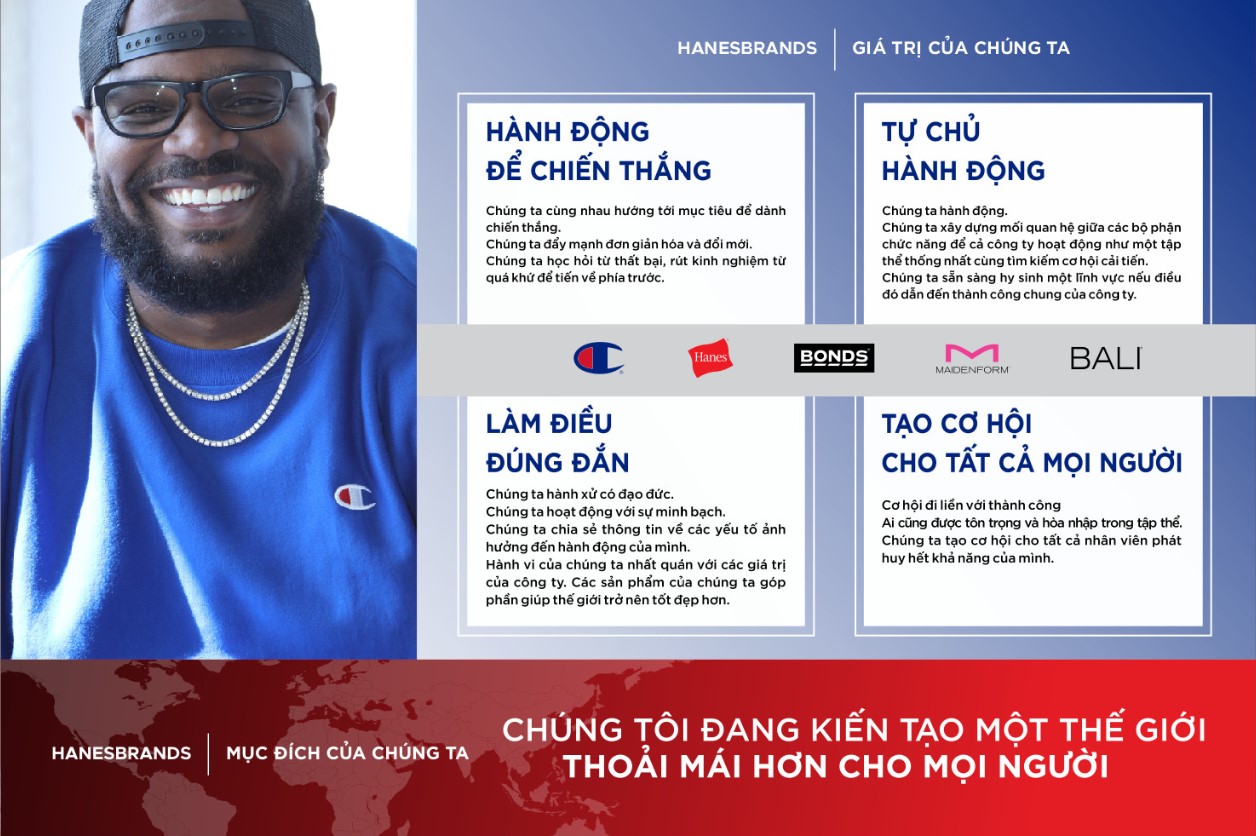 HANESBRANDS | GIÁ TRỊ CỦA CHÚNG TA
HÀNH ĐỘNG
ĐỂ CHIẾN THẮNG
Chúng ta cùng nhau hướng tới mục tiêu để dành
chiến thắng.
Chúng ta đẩy mạnh đơn giản hóa và đổi mới.
Chúng ta học hỏi từ thất bại, rút kinh nghiệm từ
quá khứ để tiến về phía trước.
TỰ CHỦ
HÀNH ĐỘNG
Chúng ta hành động.
Chúng ta xây dựng mối quan hệ giữa các bộ phận
chức năng để cả công ty hoạt động như một tập
thể thống nhất cùng tìm kiếm cơ hội cải tiến.
Chúng ta sẵn sàng hy sinh một lĩnh vực nếu điều
đó dẫn đến thành công chung của công ty.
Hanes
BONDS
MAIDENFORM
BALI
LÀM ĐIỀU
ĐÚNG ĐẮN
Chúng ta hành xử có đạo đức.
Chúng ta hoạt động với sự minh bạch.
Chúng ta chia sẻ thông tin về các yếu tố ảnh
hưởng đến hành động của mình.
Hành vi của chúng ta nhất quán với các giá trị
của công ty. Các sản phẩm của chúng ta góp
phần giúp thế giới trở nên tốt đẹp hơn.
TẠO CƠ HỘI
CHO TẤT CẢ MỌI NGƯỜI
Cơ hội đi liền với thành công
Ai cũng được tôn trọng và hòa nhập trong tập thể.
Chúng ta tạo cơ hội cho tất cả nhân viên phát
huy hết khả năng của mình.
HANESBRANDS | MỤC ĐÍCH CỦA CHÚNG TA
CHÚNG TÔI ĐANG KIẾN TẠO MỘT THẾ GIỚI
THOẢI MÁI HƠN CHO MỌI NGƯỜI